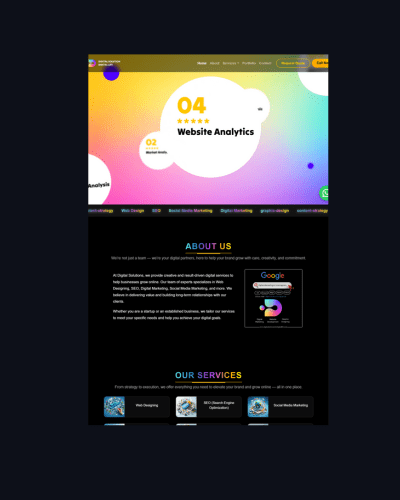 Home About Services Portfolio Contact Request Quote Call No
04
Website Analytics
02
Market Analy
Analysis
ds
Web Design SEO Social Media Marketing Digital Marketing graphic design
ABOUT US
We're not just a team — we're your digital partners, here to help your brand grow with care, creativity, and commitment.
At Digital Solutions, we provide creative and result-driven digital services to
help businesses grow online. Our team of experts specializes in Web
Designing, SEO, Digital Marketing, Social Media Marketing, and more. We
believe in delivering value and building long-term relationships with our
clients.
Whether you are a startup or an established business, we tailor our services
to meet your specific needs and help you achieve your digital goals.
Google
OUR SERVICES
From strategy to execution, we offer everything you need to elevate your brand and grow online — all in one place.
Web Designing
SEO (Search Engine
Optimization)
Social Media Marketing